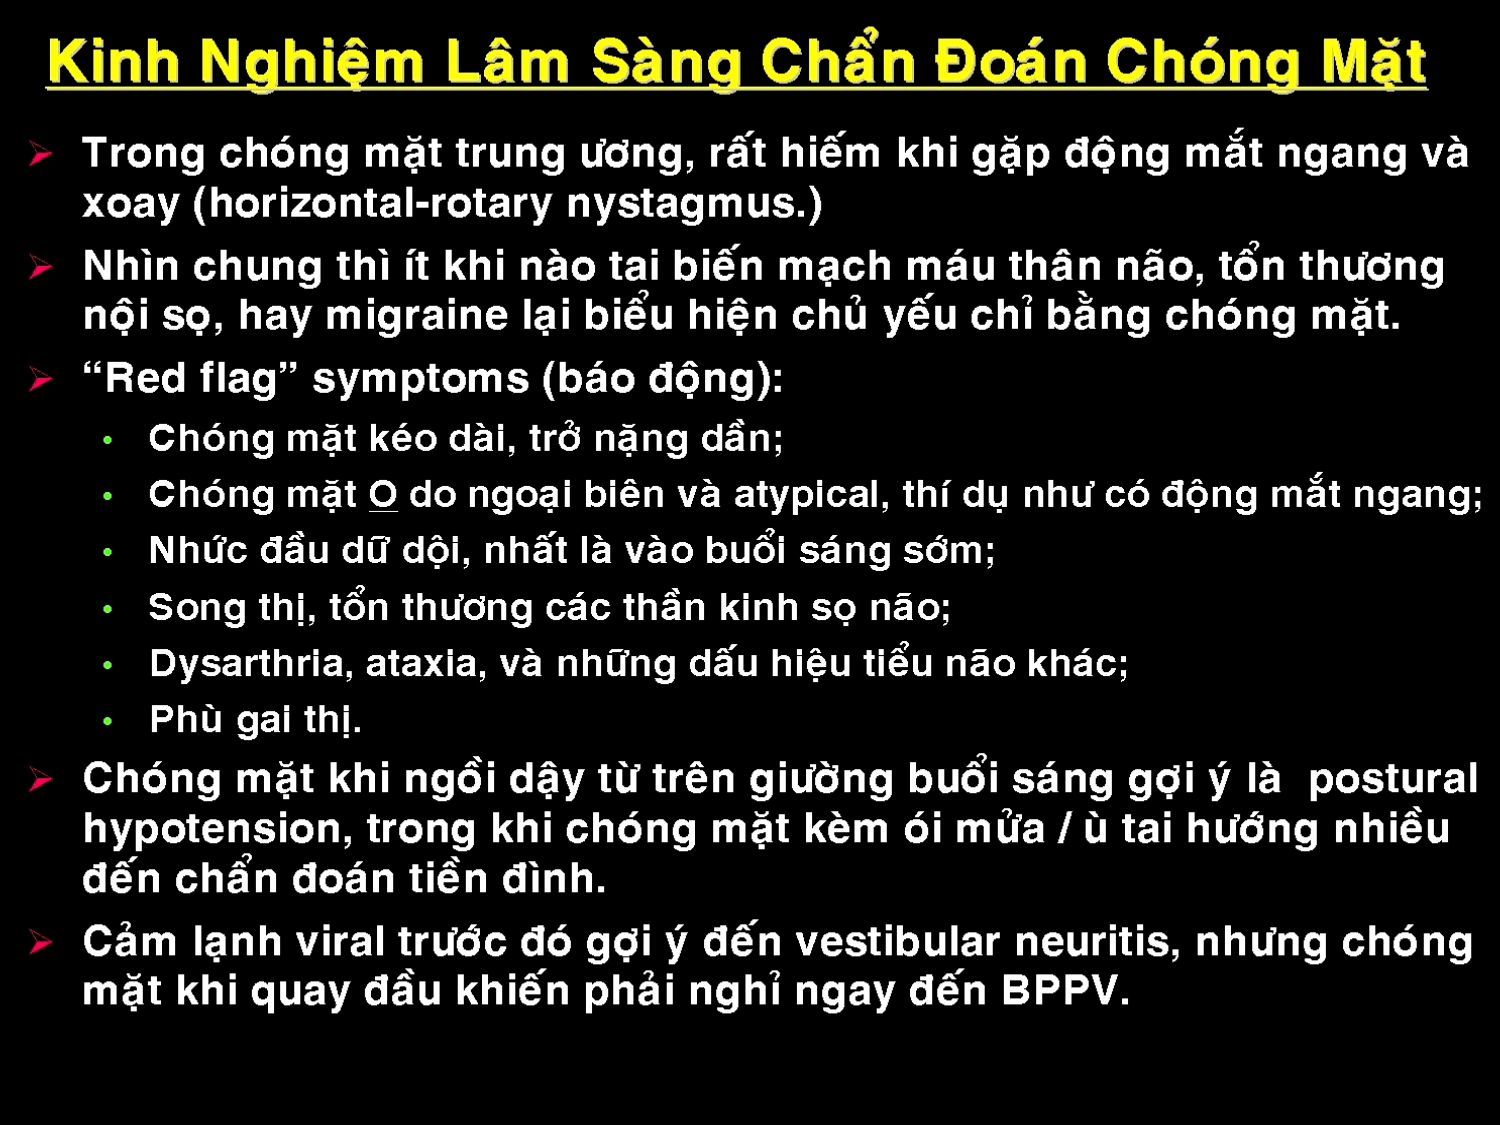 Kinh Nghiệm Lâm Sàng Chẩn Đoán Chóng Mặt
Trong chóng mặt trung ương, rất hiếm khi gặp động mắt ngang và
xoay (horizontal-rotary nystagmus.)
Nhìn chung thì ít khi nào tai biến mạch máu thân não, tổn thương
nội sọ, hay migraine lại biểu hiện chủ yếu chỉ bằng chóng mặt.
“Red flag” symptoms (báo động):
Chóng mặt kéo dài, trở nặng dần;
Chóng mặt O do ngoại biên và atypical, thí dụ như có động mắt ngang;
Nhức đầu dữ dội, nhất là vào buổi sáng sớm;
Song thị, tổn thương các thần kinh sọ não;
Dysarthria, ataxia, và những dấu hiệu tiểu não khác;
Phù gai thị.
Chóng mặt khi ngồi dậy từ trên giường buổi sáng gợi ý là postural
hypotension, trong khi chóng mặt kèm ói mửa / ù tai hướng nhiều
đến chẩn đoán tiền đình.
Cảm lạnh viral trước đó gợi ý đến vestibular neuritis, nhưng chóng
mặt khi quay đầu khiến phải nghỉ ngay đến BPPV.